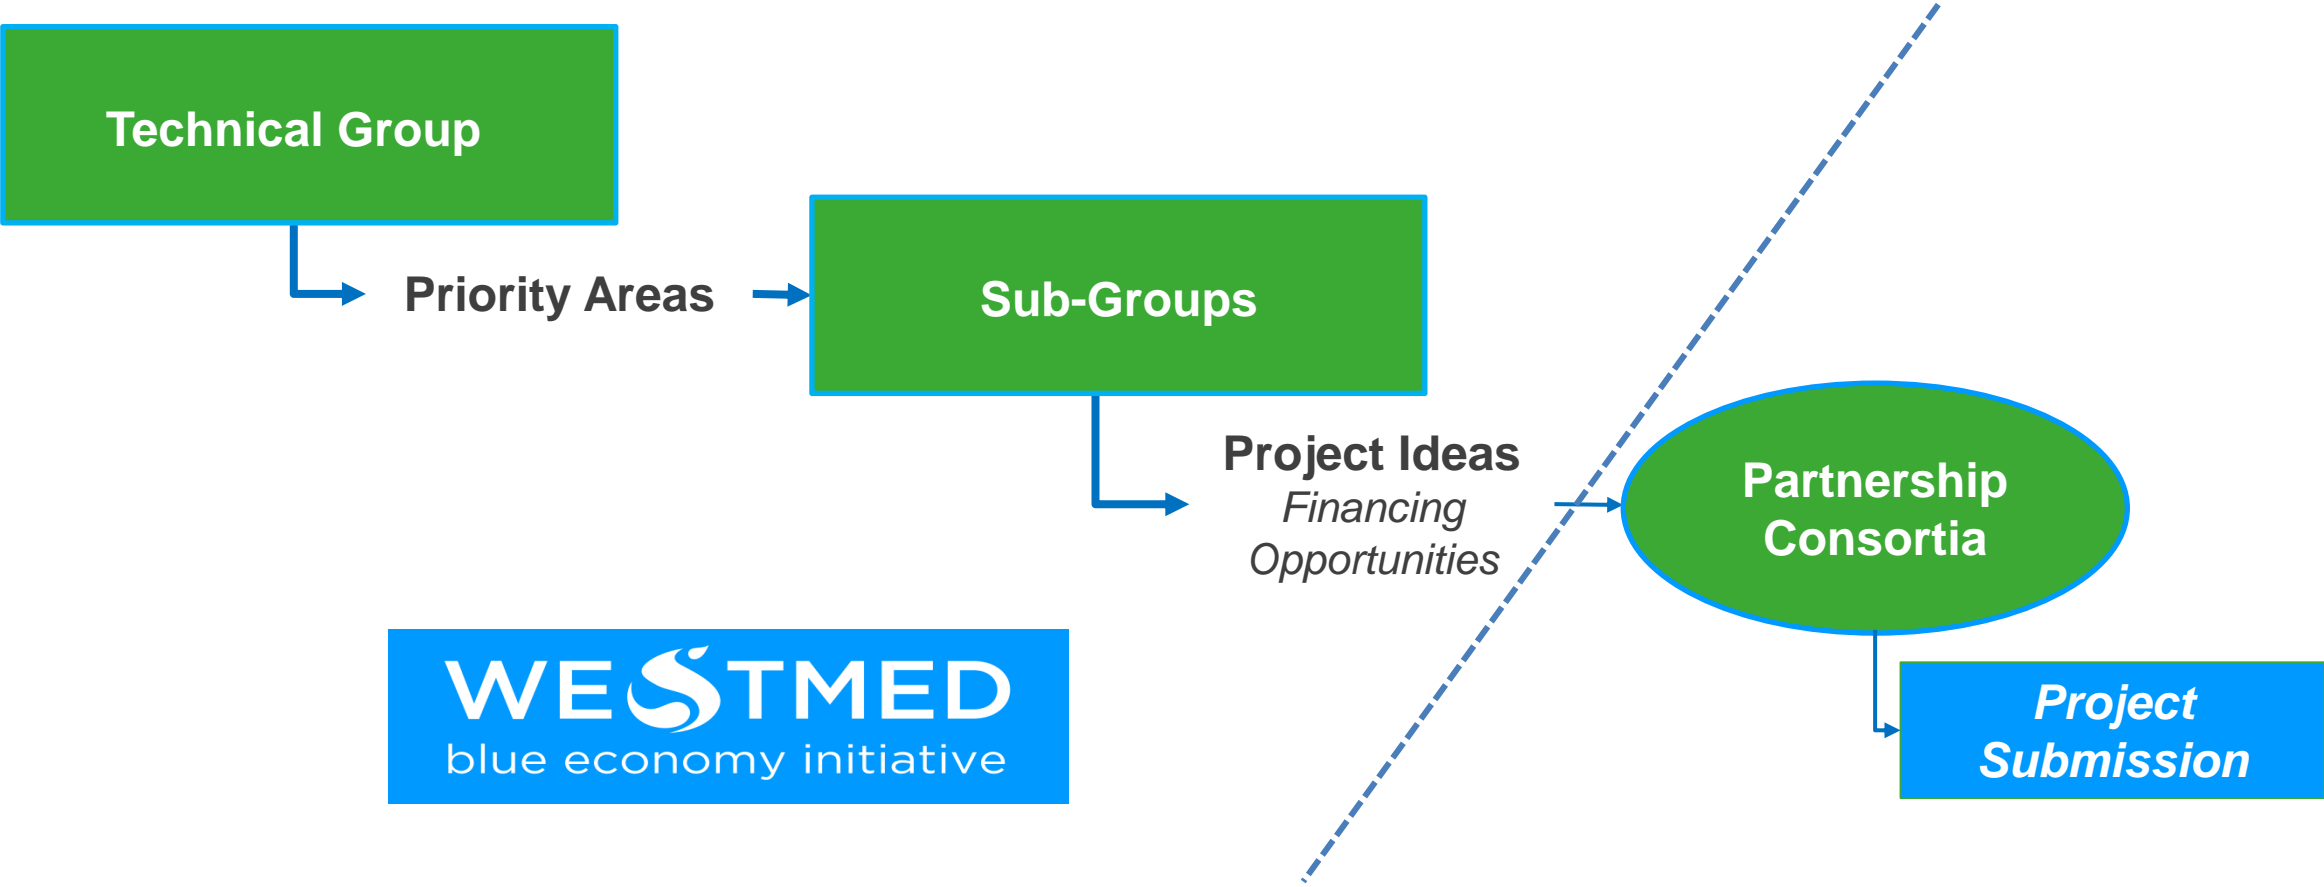 Technical Group
Priority Areas
Sub-Groups
Project Ideas
Financing
Opportunities
Partnership
Consortia
Project
Submission
WESTMED
blue economy initiative